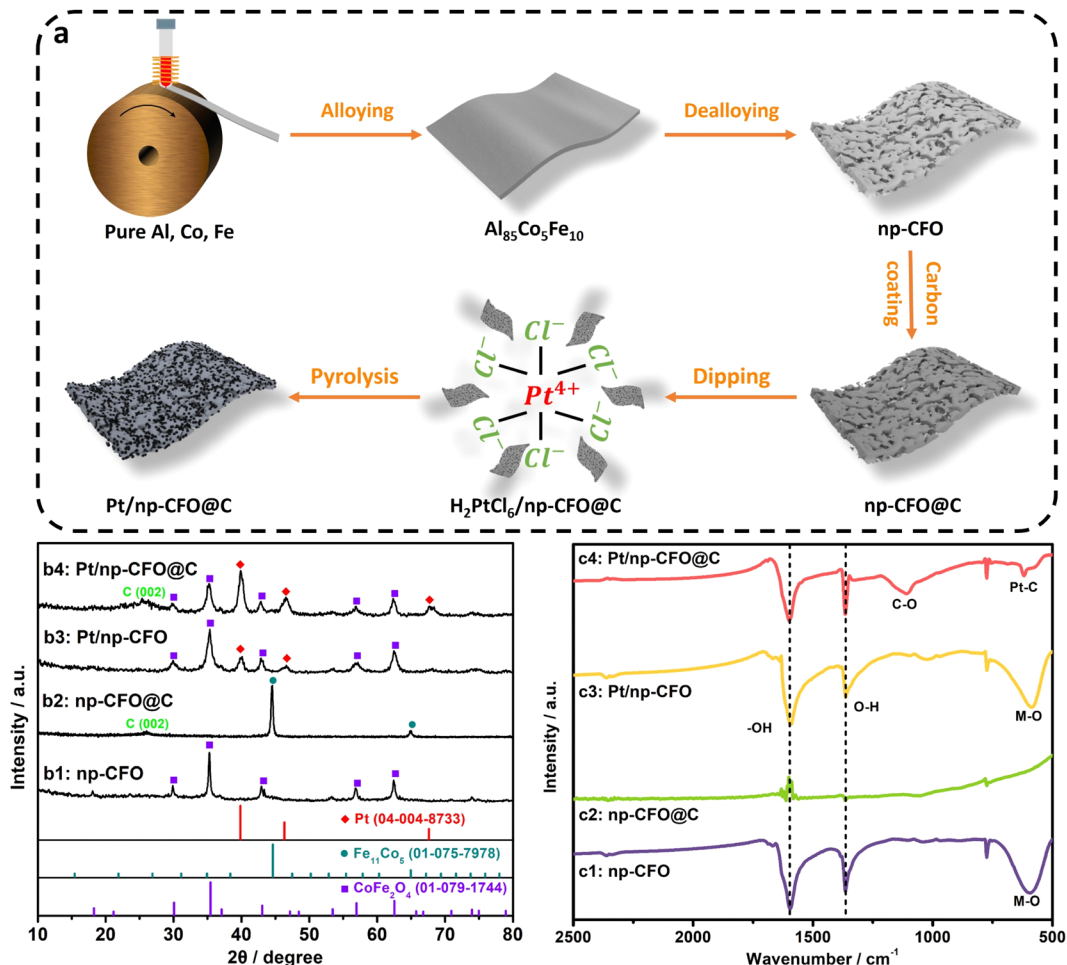 a
Alloying
Dealloying
Pure Al, Co, Fe
Al₈₅Co₅Fe₁₀
np-CFO
Carbon
coating
Cl⁻
Cl⁻
Cl⁻
Pt⁴⁺
Cl⁻
Cl⁻
Cl⁻
Pyrolysis
Dipping
Pt/np-CFO@C
H₂PtCl₆/np-CFO@C
np-CFO@C
b4: Pt/np-CFO@C
C (002)
b3: Pt/np-CFO
b2: np-CFO@C
C (002)
b1: np-CFO
Pt (04-004-8733)
Fe₁₁Co₅ (01-075-7978)
CoFe₂O₄ (01-079-1744)
10 20 30 40 50 60 70 80
2θ / degree
Intensity / a.u.
c4: Pt/np-CFO@C
C-O
Pt-C
c3: Pt/np-CFO
-OH
O-H
M-O
c2: np-CFO@C
c1: np-CFO
M-O
2500 2000 1500 1000 500
Wavenumber / cm⁻¹
Intensity / a.u.